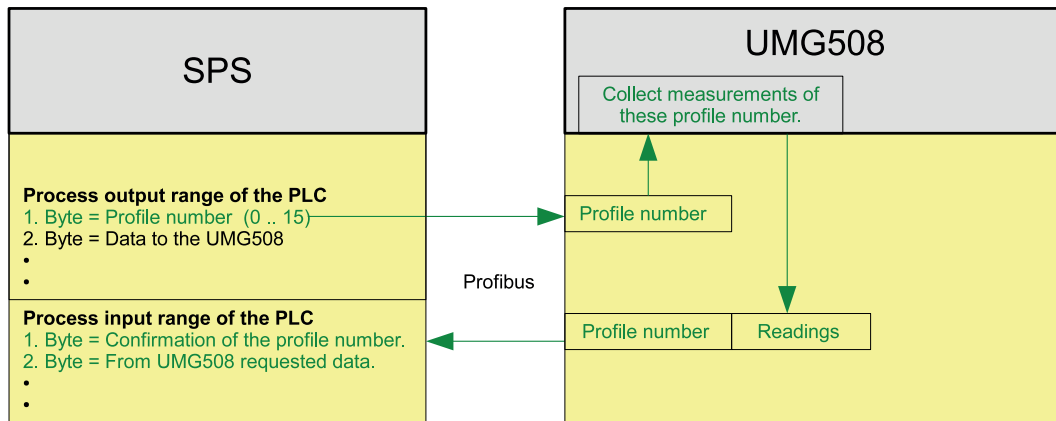 SPS
Process output range of the PLC
1. Byte = Profile number  (0 .. 15)
2. Byte = Data to the UMG508
•
•
Process input range of the PLC
1. Byte = Confirmation of the profile number.
2. Byte = From UMG508 requested data.
•
•
Profibus
UMG508
Collect measurements of
these profile number.
Profile number
Profile number
Readings